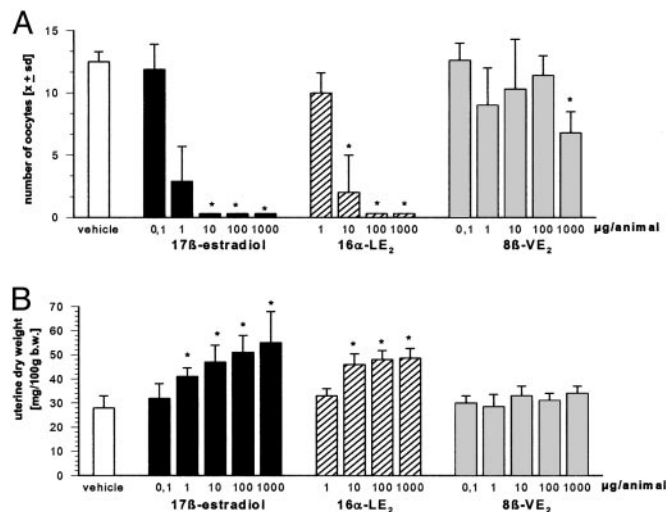 A
number of oocytes [x ± sd]
15
10
5
0
* * * * * * *
vehicle 0,1 1 10 100 1000 1 10 100 1000 0,1 1 10 100 1000 µg/animal
17ß-estradiol 16α-LE2 8ß-VE2
B
uterine dry weight
[mg/100g b.w.]
70
60
50
40
30
20
10
0
* * * * * * *
vehicle 0,1 1 10 100 1000 1 10 100 1000 0,1 1 10 100 1000 µg/animal
17ß-estradiol 16α-LE2 8ß-VE2